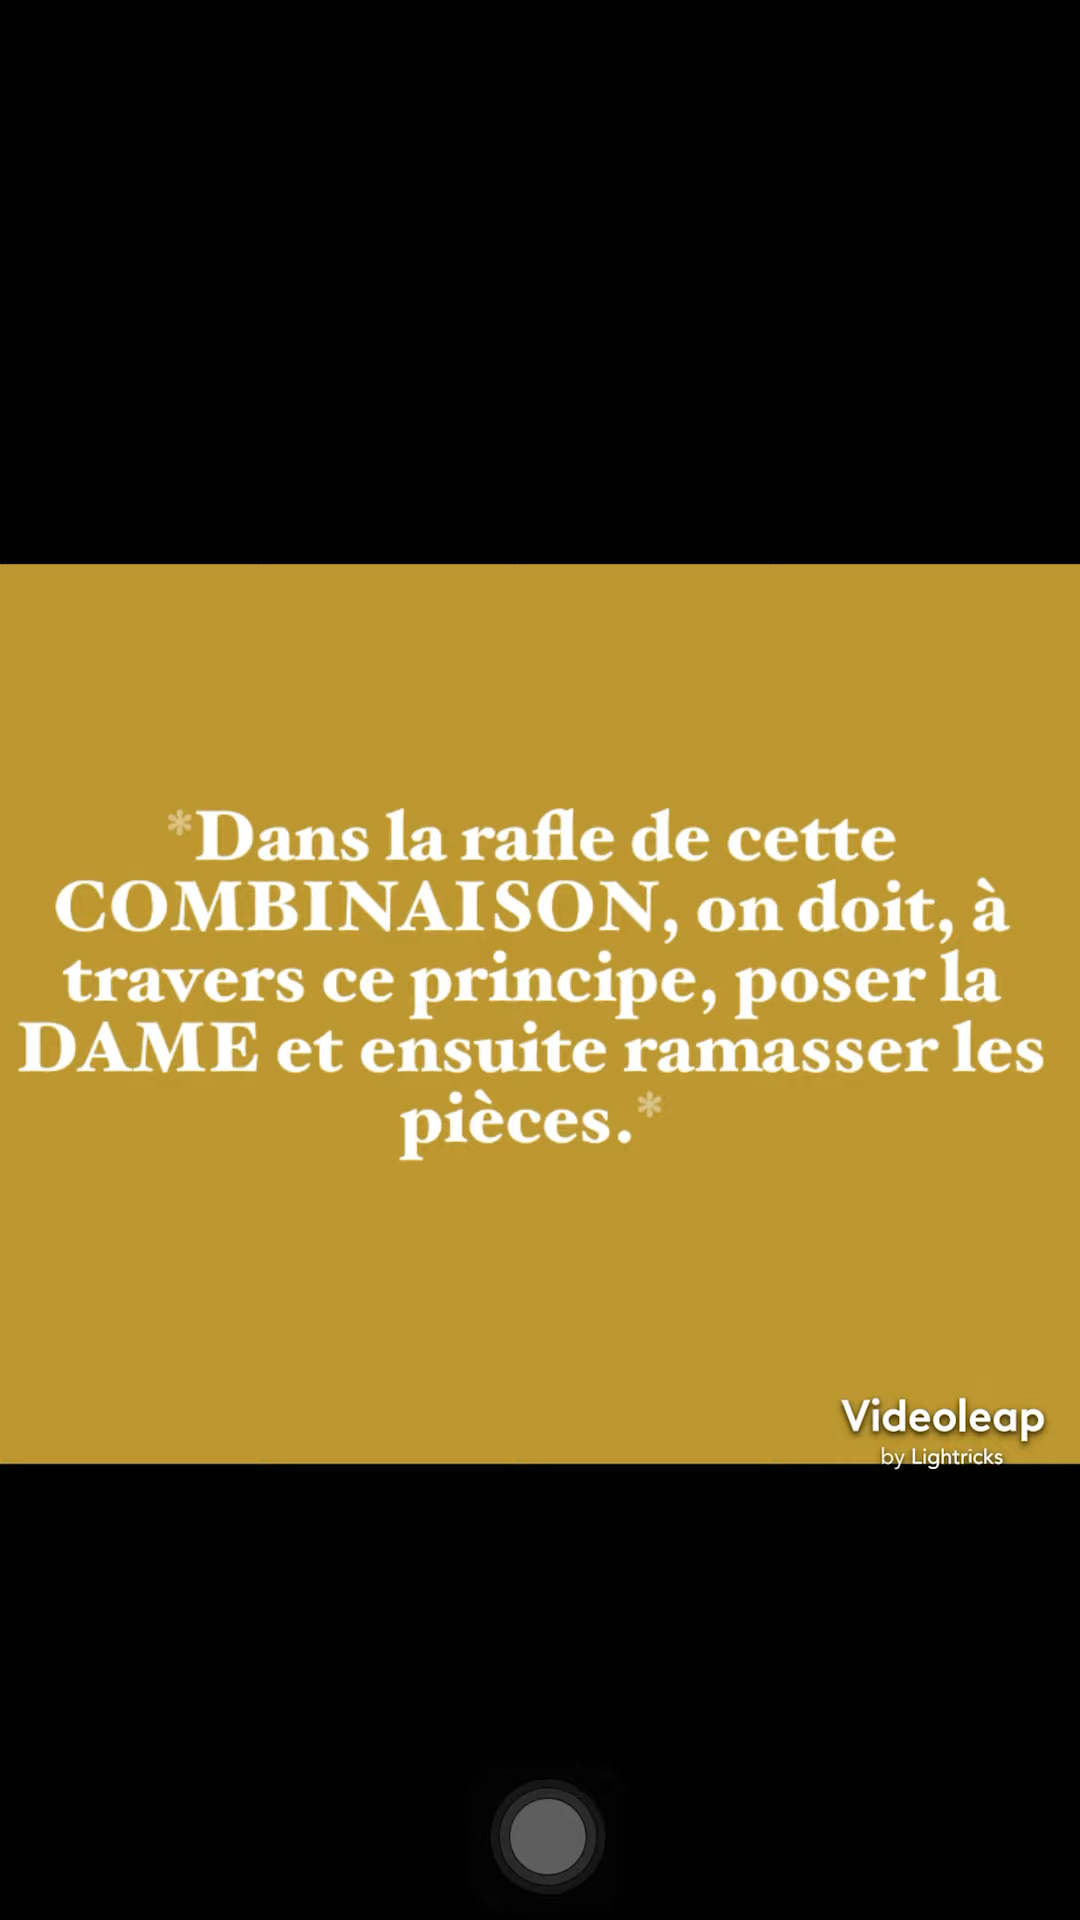 *Dans la rafle de cette
COMBINAISON, on doit, à
travers ce principe, poser la
DAME et ensuite ramasser les
pièces.*
Videoleap
by Lightricks